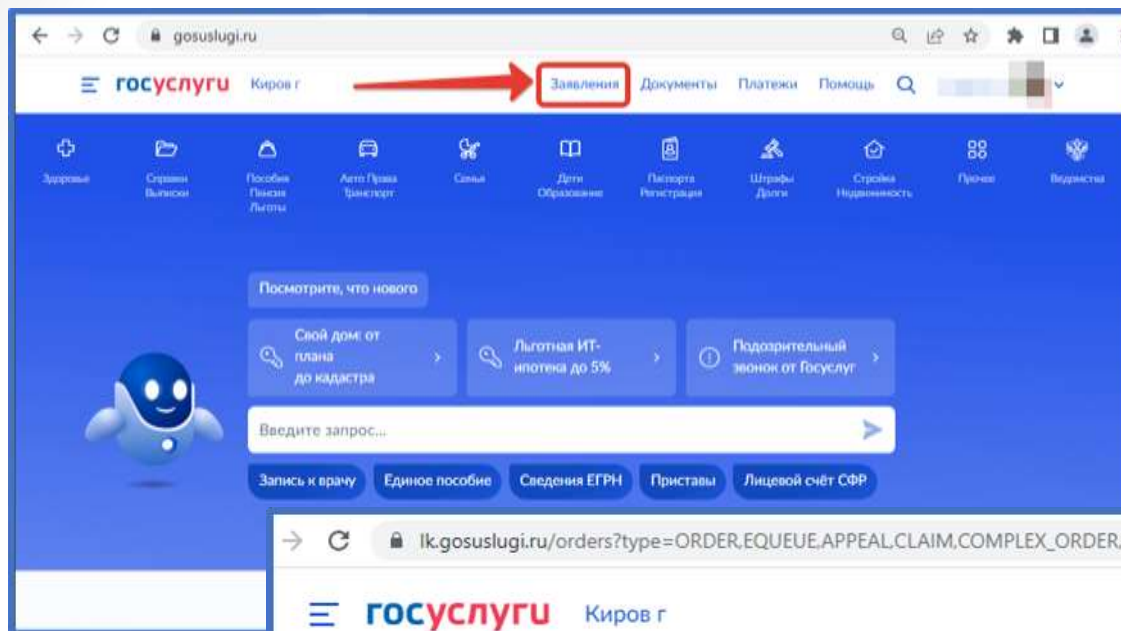 gosuslugi.ru
госуслуги Киров г Заявления Документы Платежи Помощь
Здоровье
Справки
Выписки
Пособия
Пенсия
Льготы
Авто Права
Транспорт
Семья
Дети
Образование
Паспорта
Регистрация
Штрафы
Долги
Стройка
Недвижимость
Прочее
Ведомства
Посмотрите, что нового
Свой дом: от
плана
до кадастра
Льготная ИТ-
ипотека до 5%
Подозрительный
звонок от Госуслуг
Введите запрос...
Запись к врачу Единое пособие Сведения ЕГРН Приставы Лицевой счёт СФР
lk.gosuslugi.ru/orders?type=ORDER,EQUEUE,APPEAL,CLAIM,COMPLEX_ORDER,
госуслуги Киров г